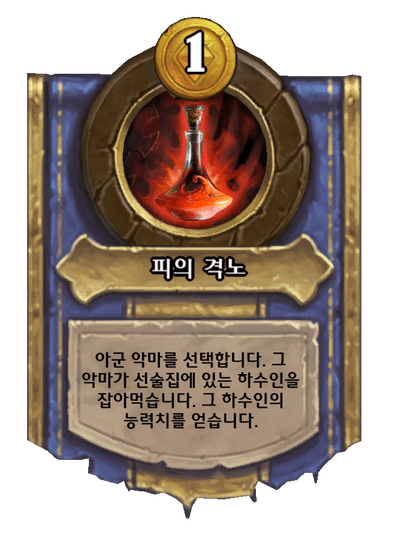 1
피의 격노
아군 악마를 선택합니다. 그
악마가 선술집에 있는 하수인을
잡아먹습니다. 그 하수인의
능력치를 얻습니다.